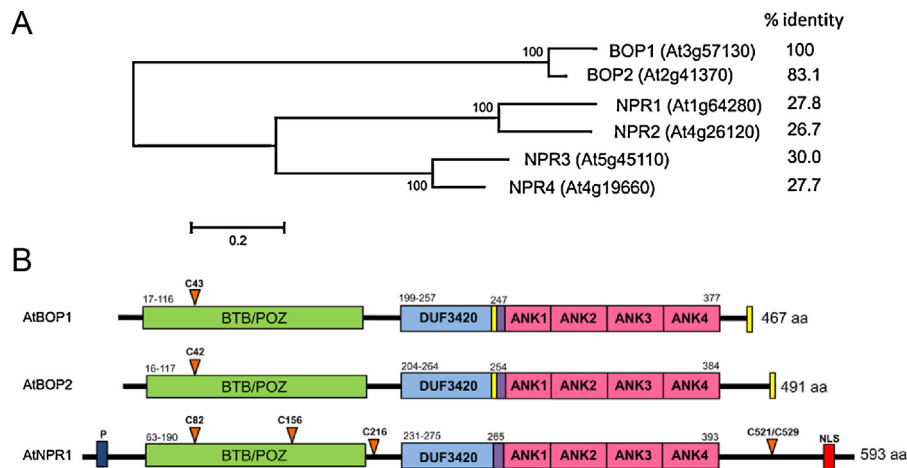 A
% identity
100 BOP1 (At3g57130) 100
BOP2 (At2g41370) 83.1
100 NPR1 (At1g64280) 27.8
NPR2 (At4g26120) 26.7
NPR3 (At5g45110) 30.0
100 NPR4 (At4g19660) 27.7
0.2
B
C43
17-116 199-257 247 377
AtBOP1 BTB/POZ DUF3420 ANK1 ANK2 ANK3 ANK4 467 aa
C42
16-117 204-264 254 384
AtBOP2 BTB/POZ DUF3420 ANK1 ANK2 ANK3 ANK4 491 aa
P C82 C156 C216 C521/C529 NLS
63-190 231-275 265 393
AtNPR1 BTB/POZ DUF3420 ANK1 ANK2 ANK3 ANK4 593 aa